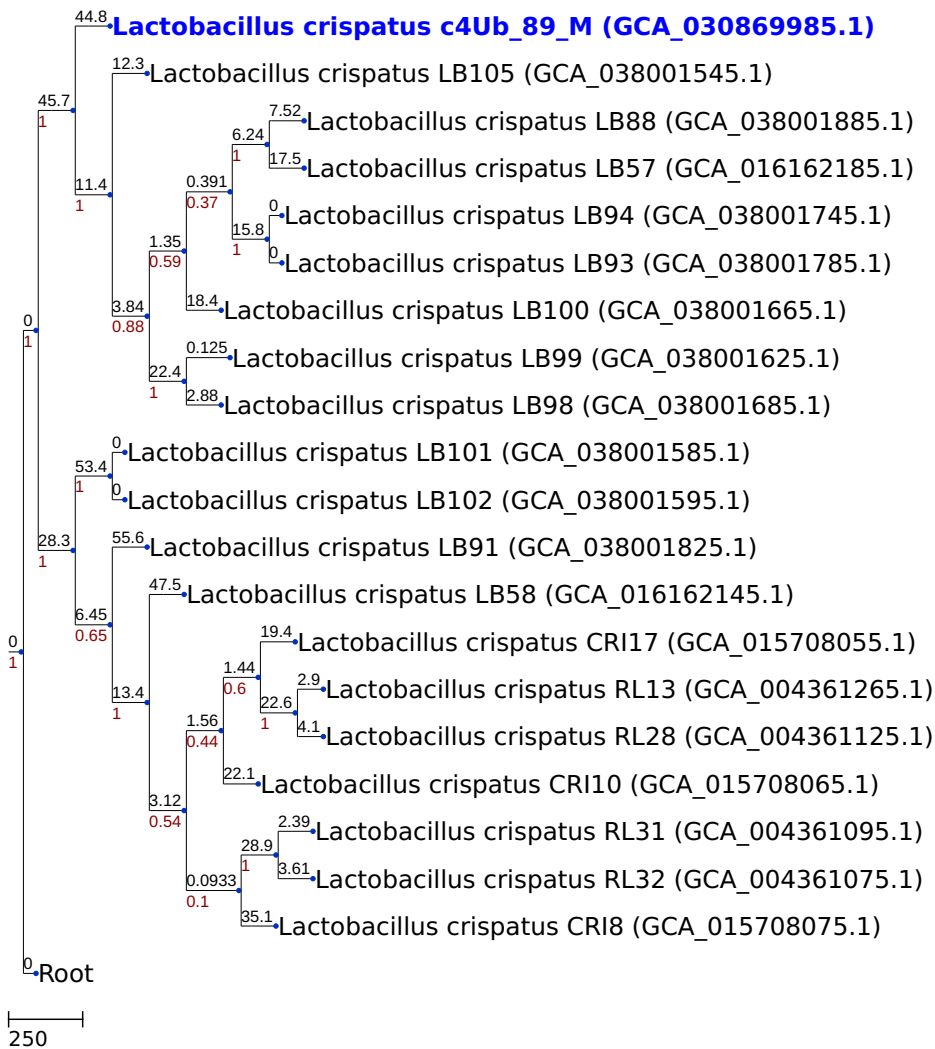 44.8
Lactobacillus crispatus c4Ub_89_M (GCA_030869985.1)
12.3
Lactobacillus crispatus LB105 (GCA_038001545.1)
45.7
1
7.52
Lactobacillus crispatus LB88 (GCA_038001885.1)
6.24
1
17.5
Lactobacillus crispatus LB57 (GCA_016162185.1)
11.4
1
0.391
0.37
0
Lactobacillus crispatus LB94 (GCA_038001745.1)
15.8
1
1.35
0.59
0
Lactobacillus crispatus LB93 (GCA_038001785.1)
3.84
0.88
18.4
Lactobacillus crispatus LB100 (GCA_038001665.1)
0
1
0.125
Lactobacillus crispatus LB99 (GCA_038001625.1)
22.4
1
2.88
Lactobacillus crispatus LB98 (GCA_038001685.1)
0
Lactobacillus crispatus LB101 (GCA_038001585.1)
53.4
1
0
Lactobacillus crispatus LB102 (GCA_038001595.1)
28.3
1
55.6
Lactobacillus crispatus LB91 (GCA_038001825.1)
47.5
Lactobacillus crispatus LB58 (GCA_016162145.1)
6.45
0.65
19.4
Lactobacillus crispatus CRI17 (GCA_015708055.1)
0
1
1.44
0.6
2.9
Lactobacillus crispatus RL13 (GCA_004361265.1)
13.4
1
22.6
1
1.56
0.44
4.1
Lactobacillus crispatus RL28 (GCA_004361125.1)
22.1
Lactobacillus crispatus CRI10 (GCA_015708065.1)
3.12
0.54
2.39
Lactobacillus crispatus RL31 (GCA_004361095.1)
28.9
1
3.61
Lactobacillus crispatus RL32 (GCA_004361075.1)
0.0933
0.1
35.1
Lactobacillus crispatus CRI8 (GCA_015708075.1)
0
Root
250